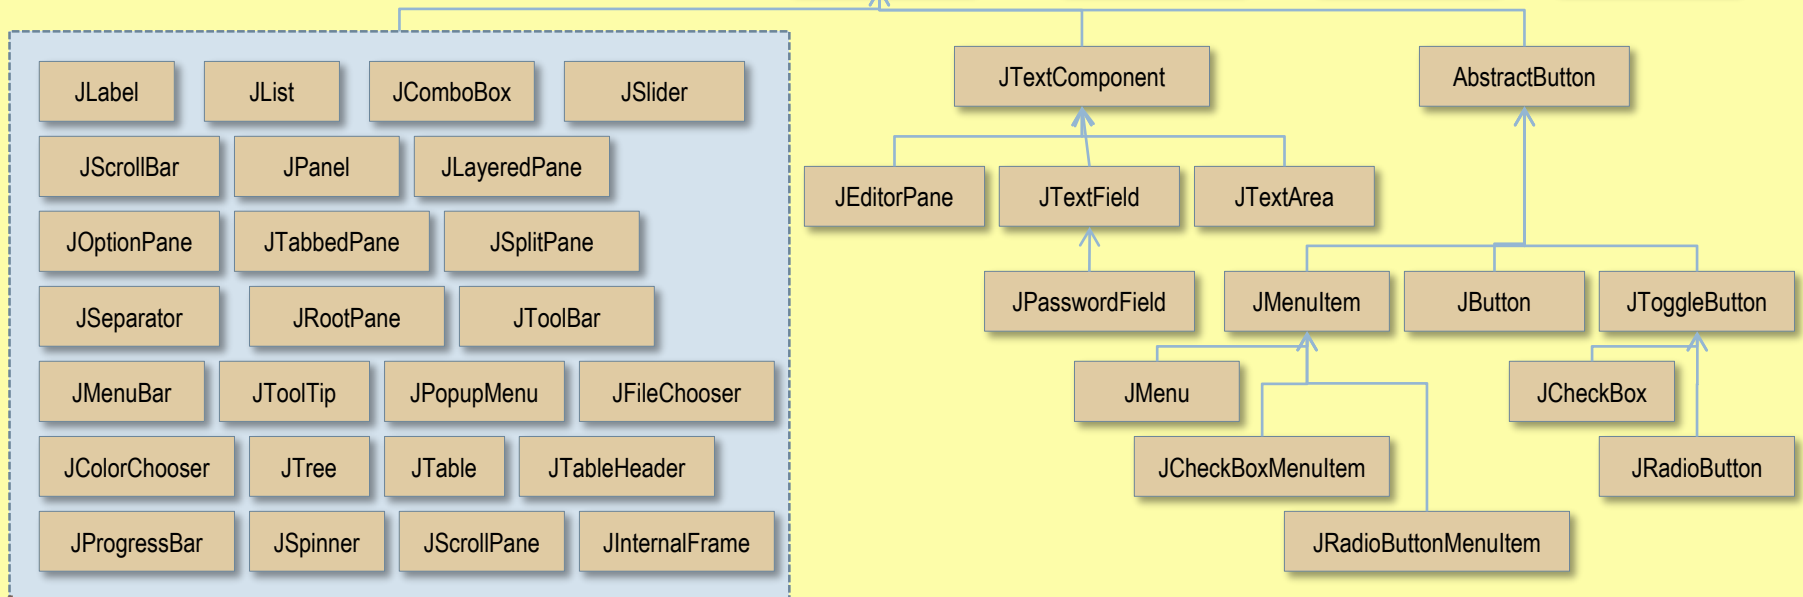 JLabel JList JComboBox JSlider
JScrollBar JPanel JLayeredPane
JOptionPane JTabbedPane JSplitPane
JSeparator JRootPane JToolBar
JMenuBar JToolTip JPopupMenu JFileChooser
JColorChooser JTree JTable JTableHeader
JProgressBar JSpinner JScrollPane JInternalFrame
JTextComponent AbstractButton
JEditorPane JTextField JTextArea
JPasswordField JMenuItem JButton JToggleButton
JMenu JCheckBox
JCheckBoxMenuItem JRadioButton
JRadioButtonMenuItem